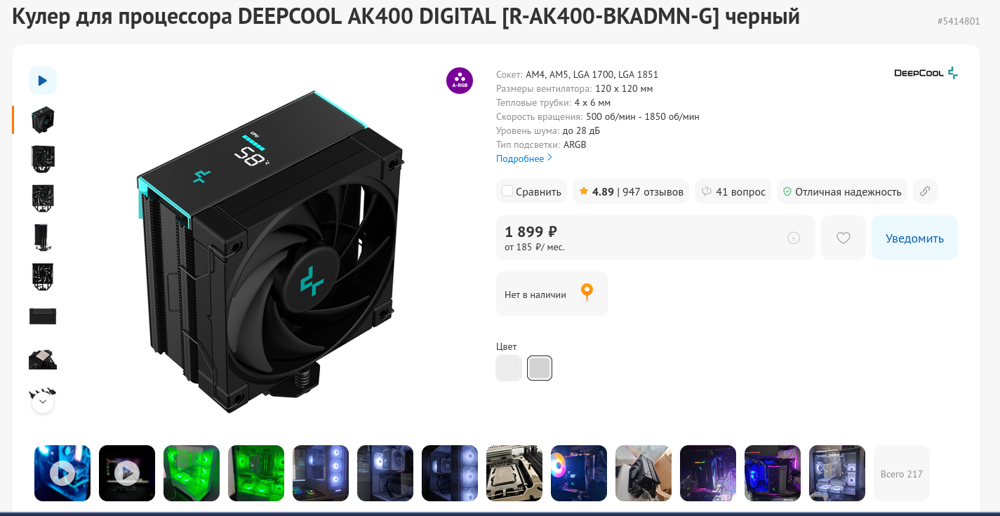 Кулер для процессора DEEPCOOL AK400 DIGITAL [R-AK400-BKADMN-G] черный
#5414801
A-RGB
DEEPCOOL
Сокет: AM4, AM5, LGA 1700, LGA 1851
Размеры вентилятора: 120 x 120 мм
Тепловые трубки: 4 x 6 мм
Скорость вращения: 500 об/мин - 1850 об/мин
Уровень шума: до 28 дБ
Тип подсветки: ARGB
Подробнее
CPU
58°C
Сравнить
4.89 | 947 отзывов
41 вопрос
Отличная надежность
1 899 ₽
от 185 ₽/ мес.
Уведомить
Нет в наличии
Цвет
Всего 217